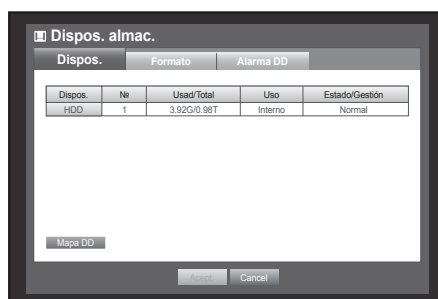 Dispos. almac.
Dispos. Formato Alarma DD
Dispos. Nº Usad/Total Uso Estado/Gestión
HDD 1 3.92G/0.98T Interno Normal
Mapa DD
Acept. Cancel